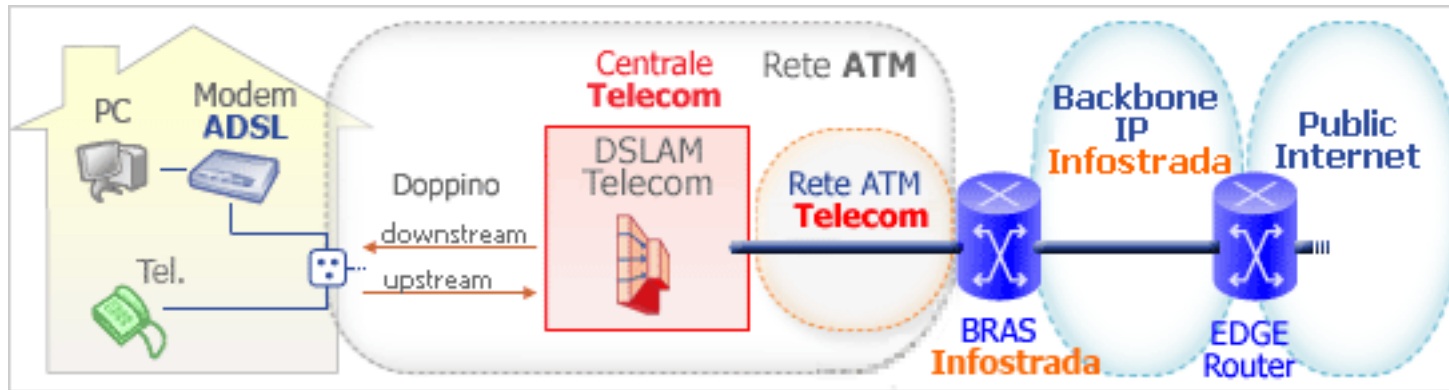 PC
Modem
ADSL
Tel.
Doppino
downstream
upstream
Centrale
Telecom
DSLAM
Telecom
Rete ATM
Rete ATM
Telecom
BRAS
Infostrada
Backbone
IP
Infostrada
EDGE
Router
Public
Internet